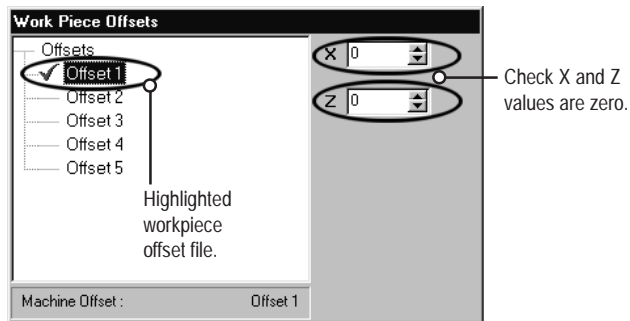 Work Piece Offsets
Offsets
Offset 1
Offset 2
Offset 3
Offset 4
Offset 5
X 0
Z 0
Check X and Z
values are zero.
Highlighted
workpiece
offset file.
Machine Offset : Offset 1